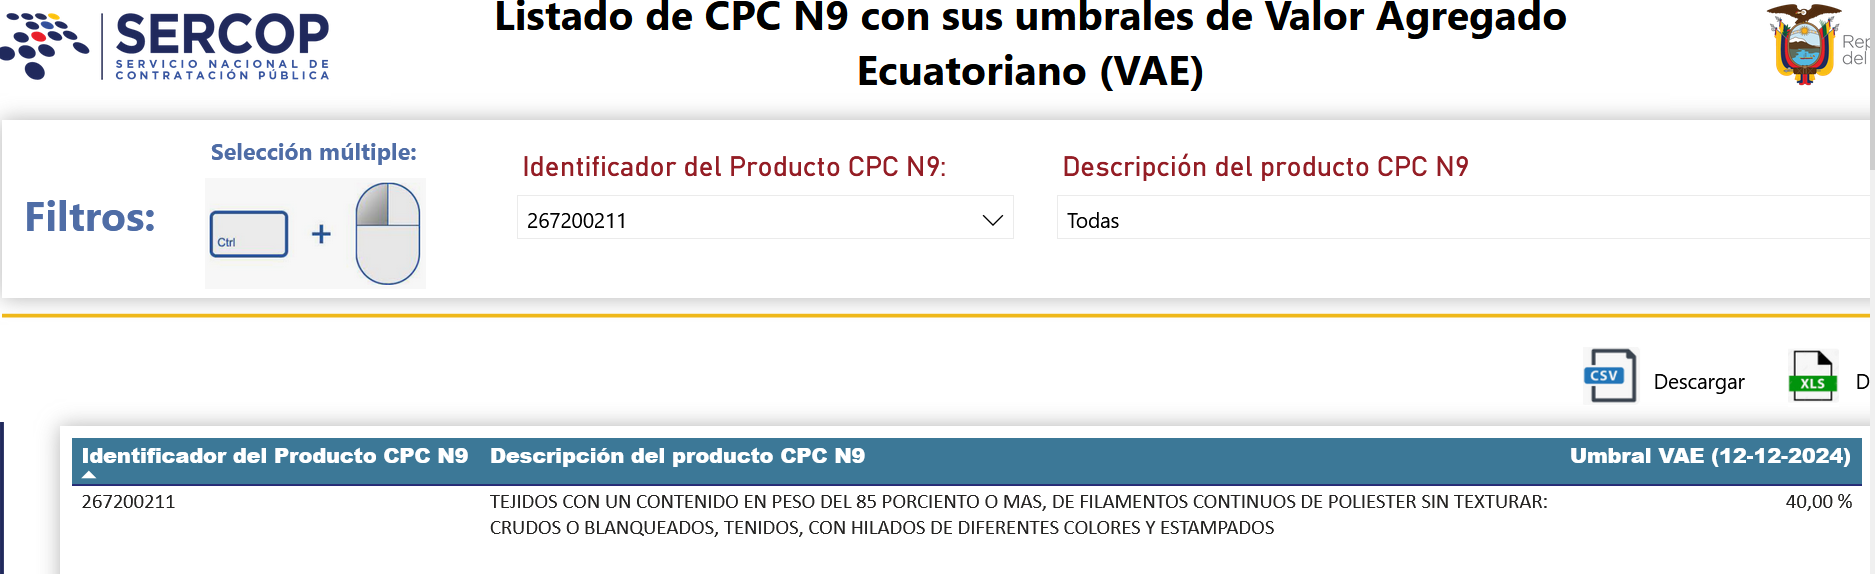 SERCOP
SERVICIO NACIONAL DE
CONTRATACIÓN PÚBLICA
Listado de CPC N9 con sus umbrales de Valor Agregado
Ecuatoriano (VAE)
Rep
del
Selección múltiple:
Filtros:
Ctrl
+
Identificador del Producto CPC N9:
267200211
Descripción del producto CPC N9
Todas
CSV
Descargar
XLS
D
Identificador del Producto CPC N9 Descripción del producto CPC N9 Umbral VAE (12-12-2024)
267200211 TEJIDOS CON UN CONTENIDO EN PESO DEL 85 PORCIENTO O MAS, DE FILAMENTOS CONTINUOS DE POLIESTER SIN TEXTURAR: 40,00 %
CRUDOS O BLANQUEADOS, TENIDOS, CON HILADOS DE DIFERENTES COLORES Y ESTAMPADOS